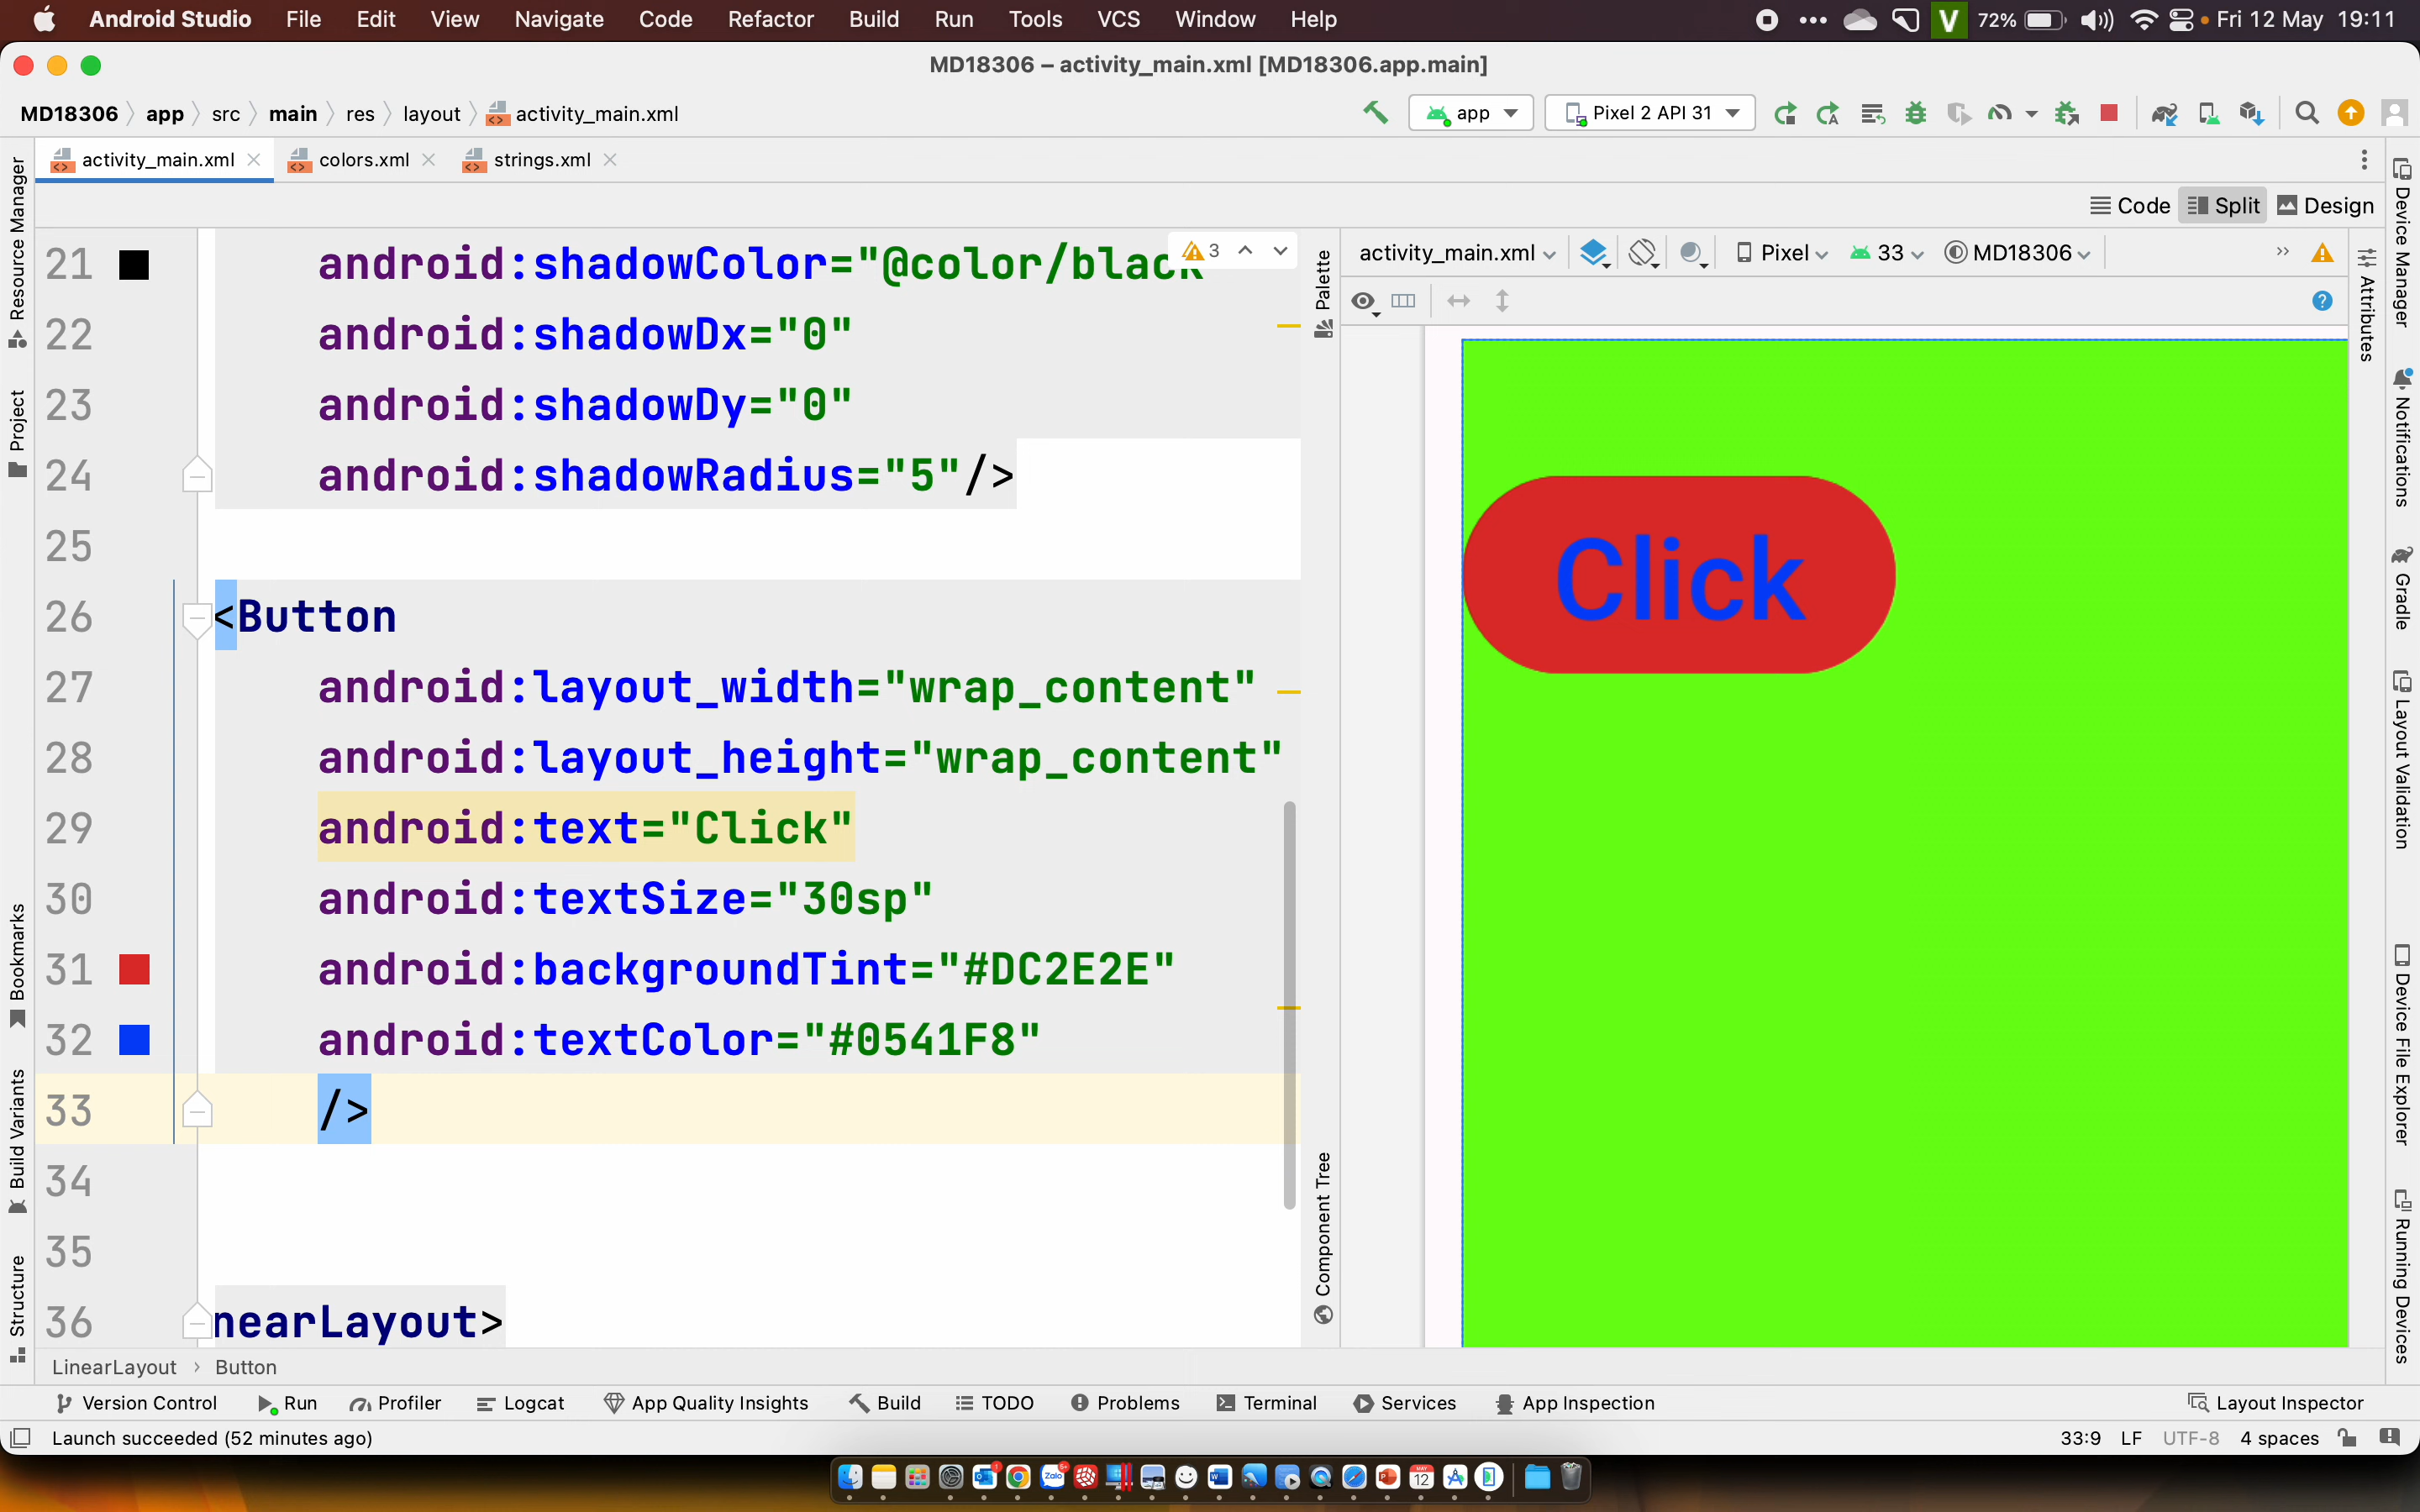 Android Studio File Edit View Navigate Code Refactor Build Run Tools VCS Window Help V 72% Fri 12 May 19:11
MD18306 – activity_main.xml [MD18306.app.main]
MD18306 app src main res layout activity_main.xml app Pixel 2 API 31
activity_main.xml colors.xml strings.xml
Code Split Design
activity_main.xml Pixel 33 MD18306
3
21 android:shadowColor="@color/black
22 android:shadowDx="0"
23 android:shadowDy="0"
24 android:shadowRadius="5"/>
25
26 <Button
27 android:layout_width="wrap_content"
28 android:layout_height="wrap_content"
29 android:text="Click"
30 android:textSize="30sp"
31 android:backgroundTint="#DC2E2E"
32 android:textColor="#0541F8"
33 />
34
35
36 nearLayout>
Click
Resource Manager
Project
Bookmarks
Build Variants
Structure
Palette
Component Tree
Attributes
Device Manager
Notifications
Gradle
Layout Validation
Device File Explorer
Running Devices
LinearLayout › Button
Version Control Run Profiler Logcat App Quality Insights Build TODO Problems Terminal Services App Inspection Layout Inspector
Launch succeeded (52 minutes ago) 33:9 LF UTF-8 4 spaces
Zalo
MAY
12